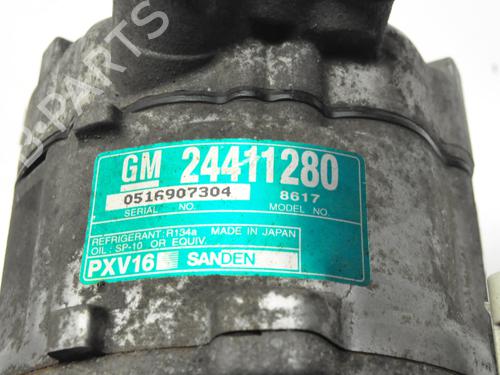 B-PARTS
GM 24411280
0516907304 8617
SERIAL NO. MODEL NO.
REFRIGERANT: R134a MADE IN JAPAN
OIL: SP-10 OR EQUIV.
PXV16 SANDEN